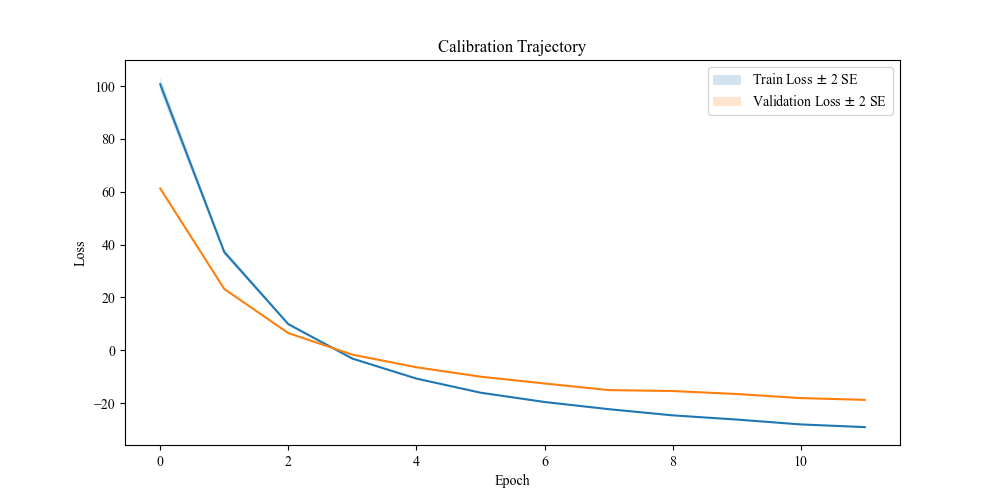 Calibration Trajectory
Train Loss ± 2 SE
Validation Loss ± 2 SE
Loss
100
80
60
40
20
0
−20
0 2 4 6 8 10
Epoch